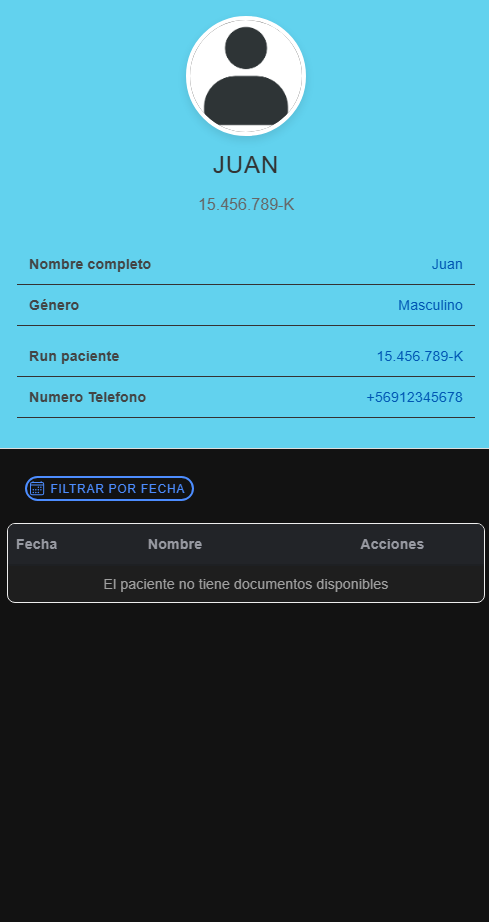 JUAN
15.456.789-K
Nombre completo Juan
Género Masculino
Run paciente 15.456.789-K
Numero Telefono +56912345678
FILTRAR POR FECHA
Fecha Nombre Acciones
El paciente no tiene documentos disponibles